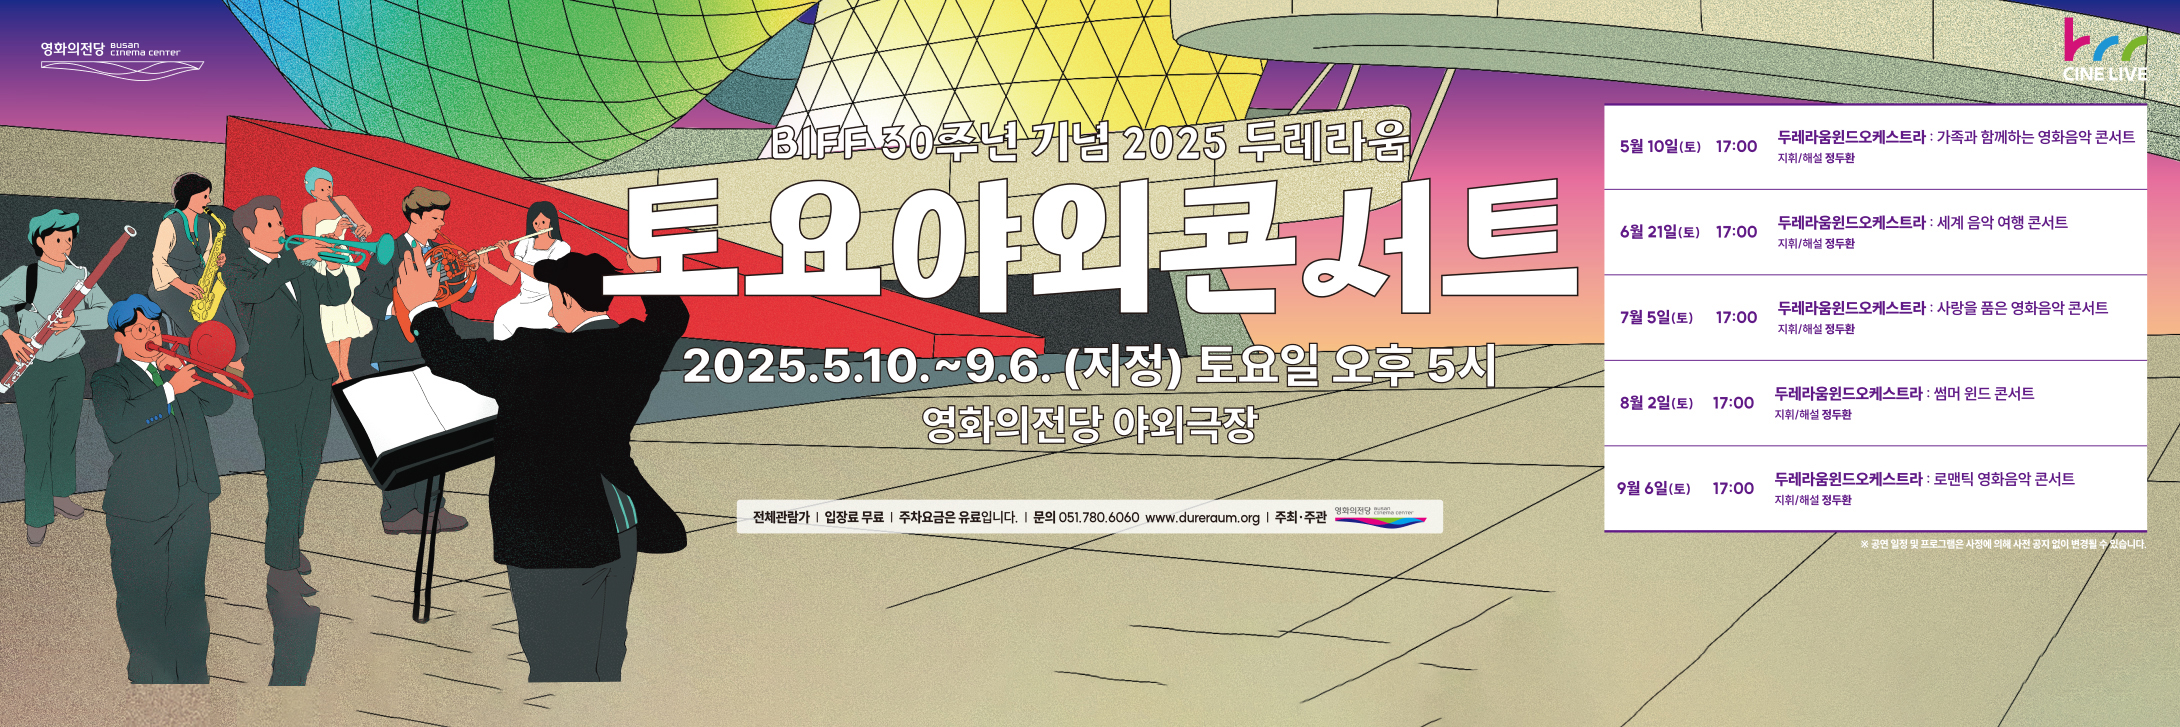 영화의전당 BUSAN cinema center
CINE LIVE
BIFF 30주년 기념 2025 두레라움
토요야외콘서트
2025.5.10.~9.6. (지정) 토요일 오후 5시
영화의전당 야외극장
전체관람가 | 입장료 무료 | 주차요금은 유료입니다. | 문의 051.780.6060 www.dureraum.org | 주최·주관 영화의전당 BUSAN cinema center
5월 10일(토) 17:00 두레라움윈드오케스트라 : 가족과 함께하는 영화음악 콘서트
지휘/해설 정두환
6월 21일(토) 17:00 두레라움윈드오케스트라 : 세계 음악 여행 콘서트
지휘/해설 정두환
7월 5일(토) 17:00 두레라움윈드오케스트라 : 사랑을 품은 영화음악 콘서트
지휘/해설 정두환
8월 2일(토) 17:00 두레라움윈드오케스트라 : 썸머 윈드 콘서트
지휘/해설 정두환
9월 6일(토) 17:00 두레라움윈드오케스트라 : 로맨틱 영화음악 콘서트
지휘/해설 정두환
※ 공연 일정 및 프로그램은 사정에 의해 사전 공지 없이 변경될 수 있습니다.